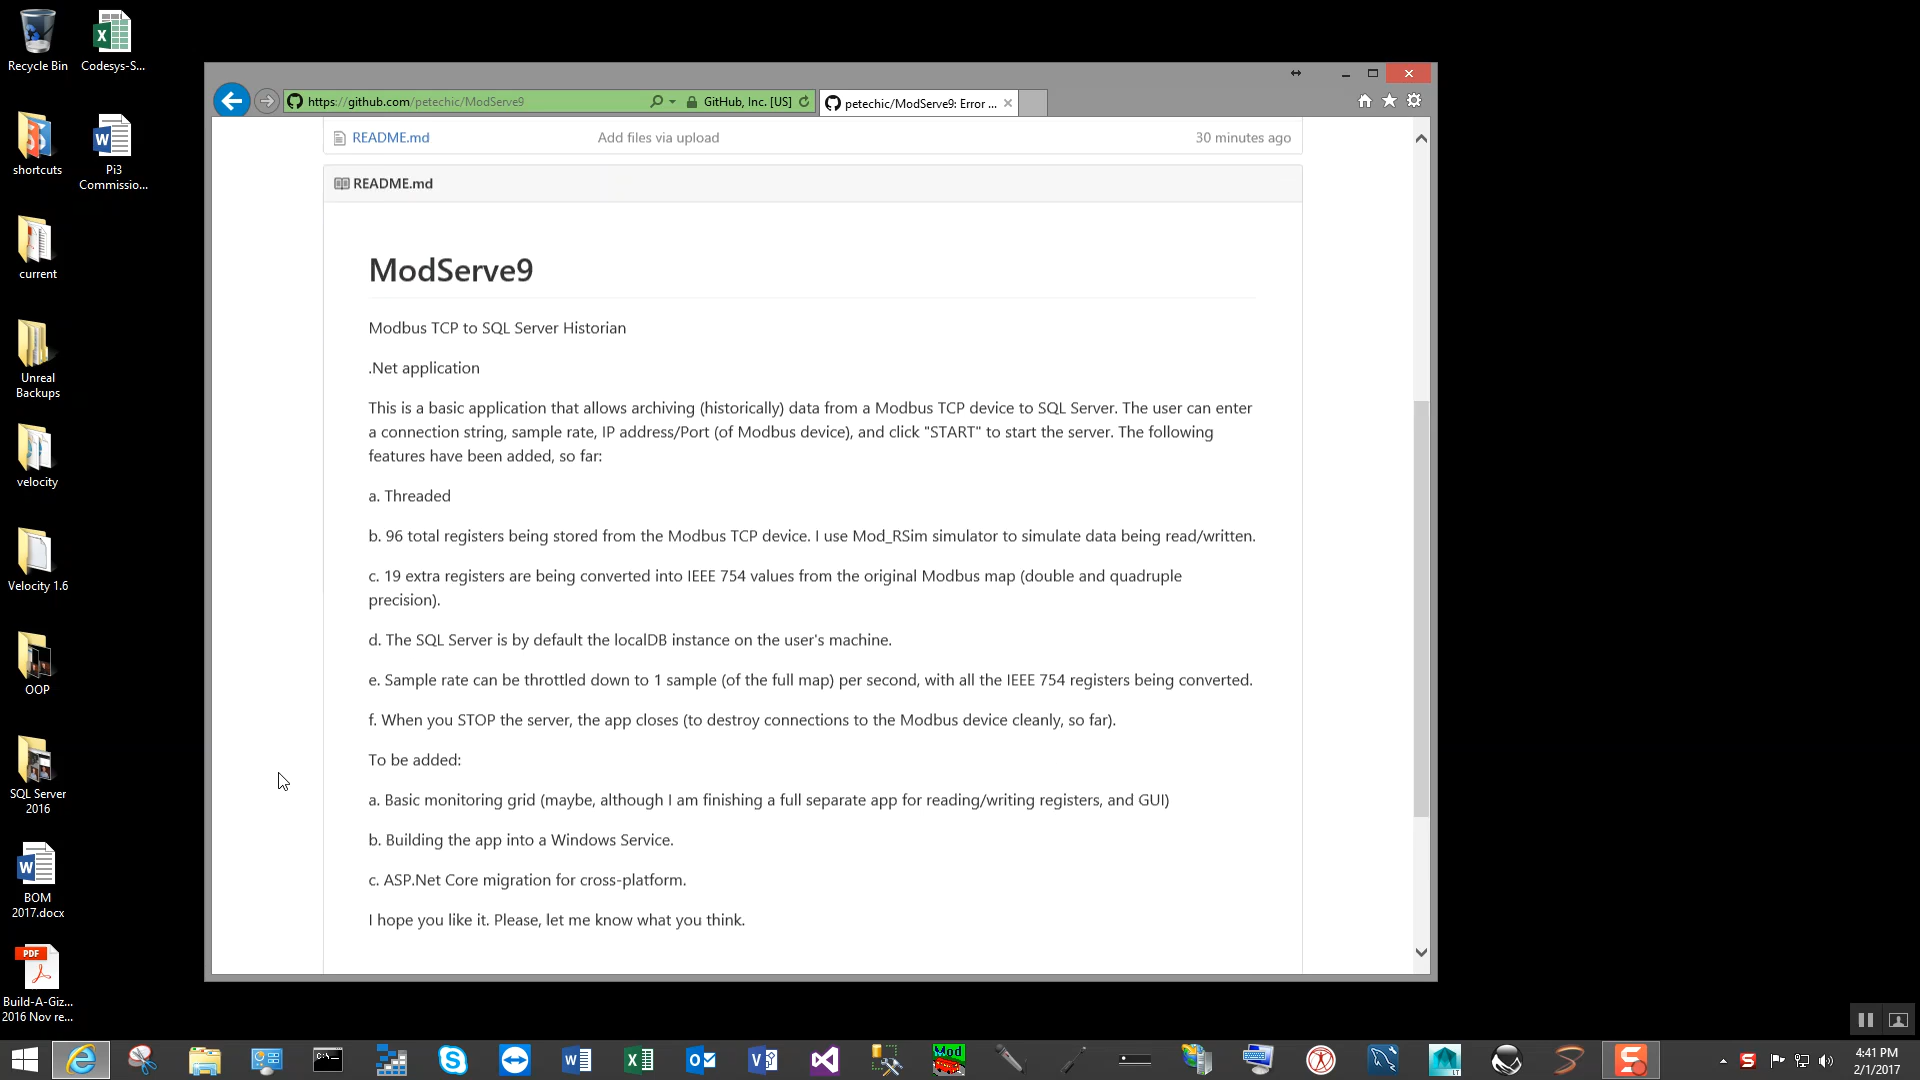 Recycle Bin
Codesys-S...
shortcuts
Pi3
Commissio...
current
Unreal
Backups
velocity
Velocity 1.6
OOP
SQL Server
2016
BOM
2017.docx
PDF
Build-A-Giz...
2016 Nov re...
https://github.com/petechic/ModServe9
GitHub, Inc. [US]
petechic/ModServe9: Error ...
README.md
Add files via upload
30 minutes ago
README.md
ModServe9
Modbus TCP to SQL Server Historian
.Net application
This is a basic application that allows archiving (historically) data from a Modbus TCP device to SQL Server. The user can enter
a connection string, sample rate, IP address/Port (of Modbus device), and click "START" to start the server. The following
features have been added, so far:
a. Threaded
b. 96 total registers being stored from the Modbus TCP device. I use Mod_RSim simulator to simulate data being read/written.
c. 19 extra registers are being converted into IEEE 754 values from the original Modbus map (double and quadruple
precision).
d. The SQL Server is by default the localDB instance on the user's machine.
e. Sample rate can be throttled down to 1 sample (of the full map) per second, with all the IEEE 754 registers being converted.
f. When you STOP the server, the app closes (to destroy connections to the Modbus device cleanly, so far).
To be added:
a. Basic monitoring grid (maybe, although I am finishing a full separate app for reading/writing registers, and GUI)
b. Building the app into a Windows Service.
c. ASP.Net Core migration for cross-platform.
I hope you like it. Please, let me know what you think.
Mod
4:41 PM
2/1/2017